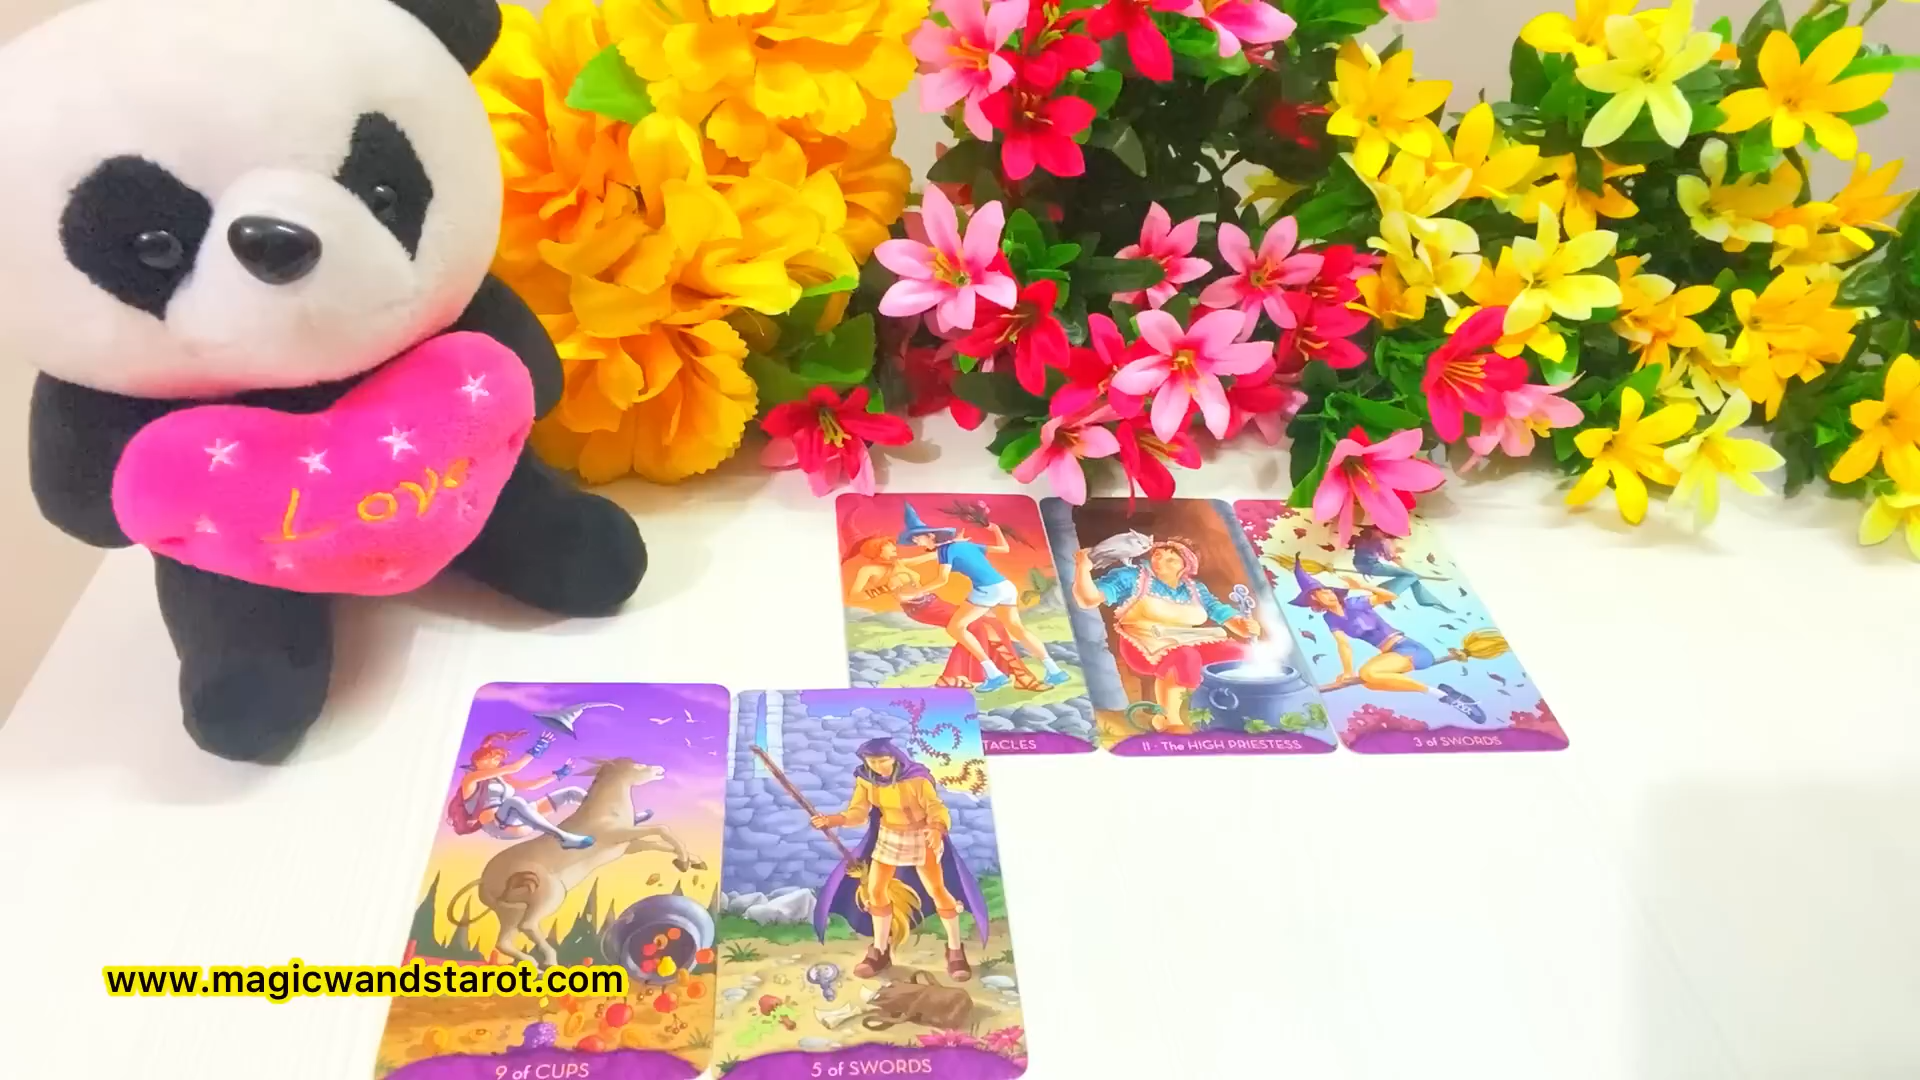 Love
TACLES
II · The HIGH PRIESTESS
3 of SWORDS
www.magicwandstarot.com
9 of CUPS
5 of SWORDS